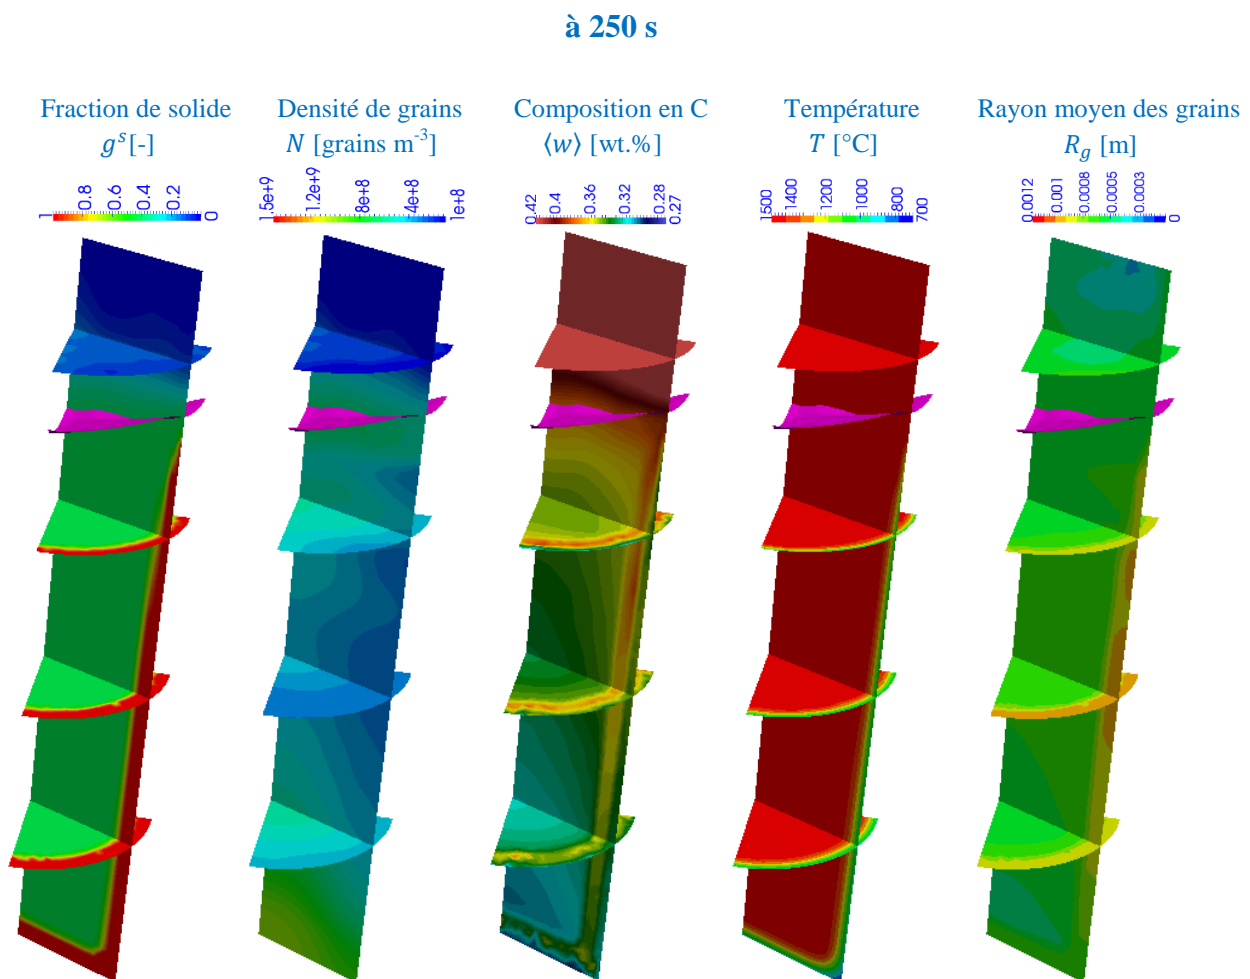 à 250 s
Fraction de solide
g^s[-]
Densité de grains
N [grains m^-3]
Composition en C
⟨w⟩ [wt.%]
Température
T [°C]
Rayon moyen des grains
R_g [m]
1 0.8 0.6 0.4 0.2 0
1.5e+9 1.2e+9 8e+8 4e+8 1e+8
0.42 0.4 0.36 0.32 0.28 0.27
1500 1400 1200 1000 800 700
0.0012 0.001 0.0008 0.0005 0.0003 0